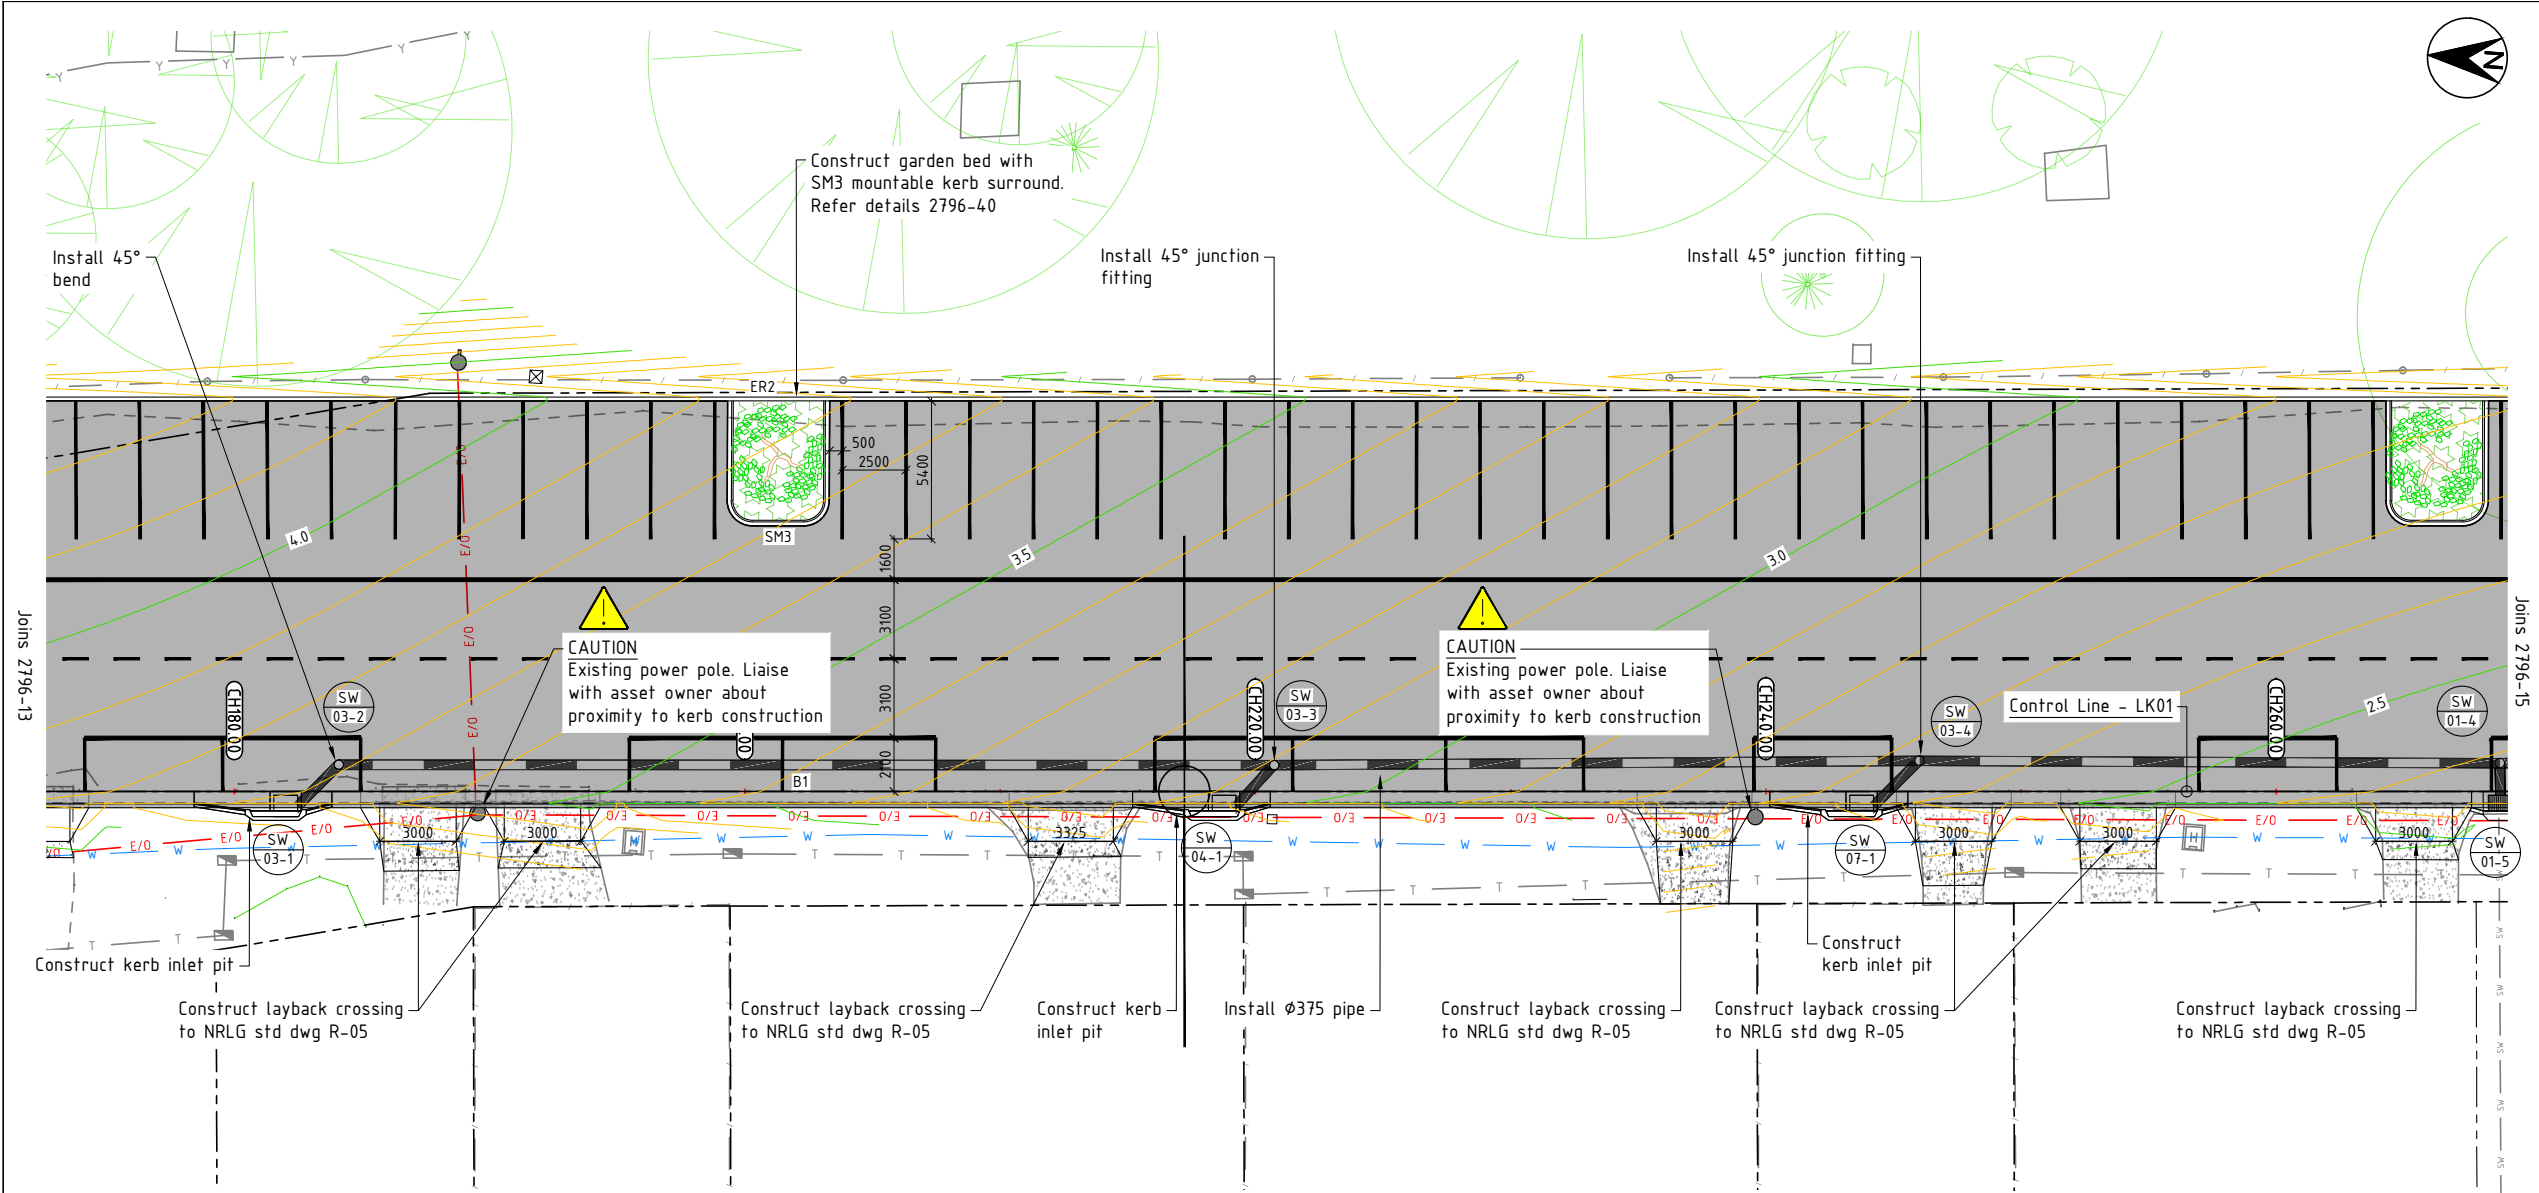 N
Y Y Y Y Y
Construct garden bed with
SM3 mountable kerb surround.
Refer details 2796-40
Install 45°
bend
Install 45° junction
fitting
Install 45° junction fitting
ER2
500
2500
5400
SM3
4.0
3.5
3.0
2.5
1600
3100
3100
2100
E/O
E/O
E/O
E/O
Joins 2796-13
Joins 2796-15
CAUTION
Existing power pole. Liaise
with asset owner about
proximity to kerb construction
CAUTION
Existing power pole. Liaise
with asset owner about
proximity to kerb construction
CH180.00
00
CH220.00
CH240.00
CH260.00
SW
03-2
SW
03-3
SW
03-4
SW
01-4
Control Line - LK01
B1
SW
03-1
SW
04-1
SW
07-1
SW
01-5
3000
3000
3325
3000
3000
3000
3000
Construct kerb inlet pit
Construct
kerb inlet pit
Construct layback crossing
to NRLG std dwg R-05
Construct layback crossing
to NRLG std dwg R-05
Construct kerb
inlet pit
Install Ø375 pipe
Construct layback crossing
to NRLG std dwg R-05
Construct layback crossing
to NRLG std dwg R-05
Construct layback crossing
to NRLG std dwg R-05
SW
SW
SW
SW